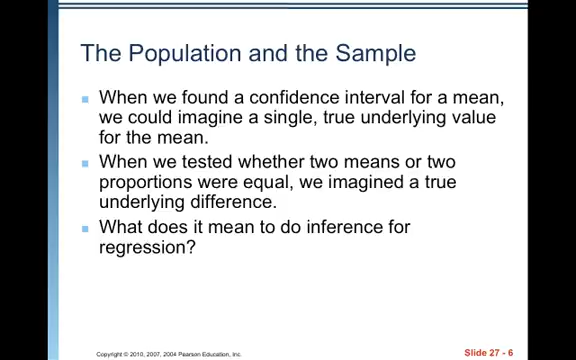 The Population and the Sample
When we found a confidence interval for a mean,
we could imagine a single, true underlying value
for the mean.
When we tested whether two means or two
proportions were equal, we imagined a true
underlying difference.
What does it mean to do inference for
regression?
Copyright © 2010, 2007, 2004 Pearson Education, Inc.
Slide 27 - 6